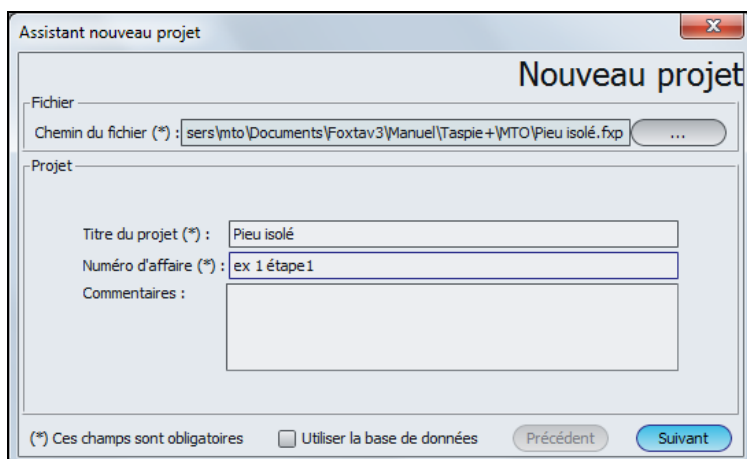 Assistant nouveau projet
Nouveau projet
Fichier
Chemin du fichier (*) : sers\mto\Documents\Foxtav3\Manuel\Taspie+\MTO\Pieu isolé.fxp ...
Projet
Titre du projet (*) : Pieu isolé
Numéro d'affaire (*) : ex 1 étape1
Commentaires :
(*) Ces champs sont obligatoires Utiliser la base de données Précédent Suivant